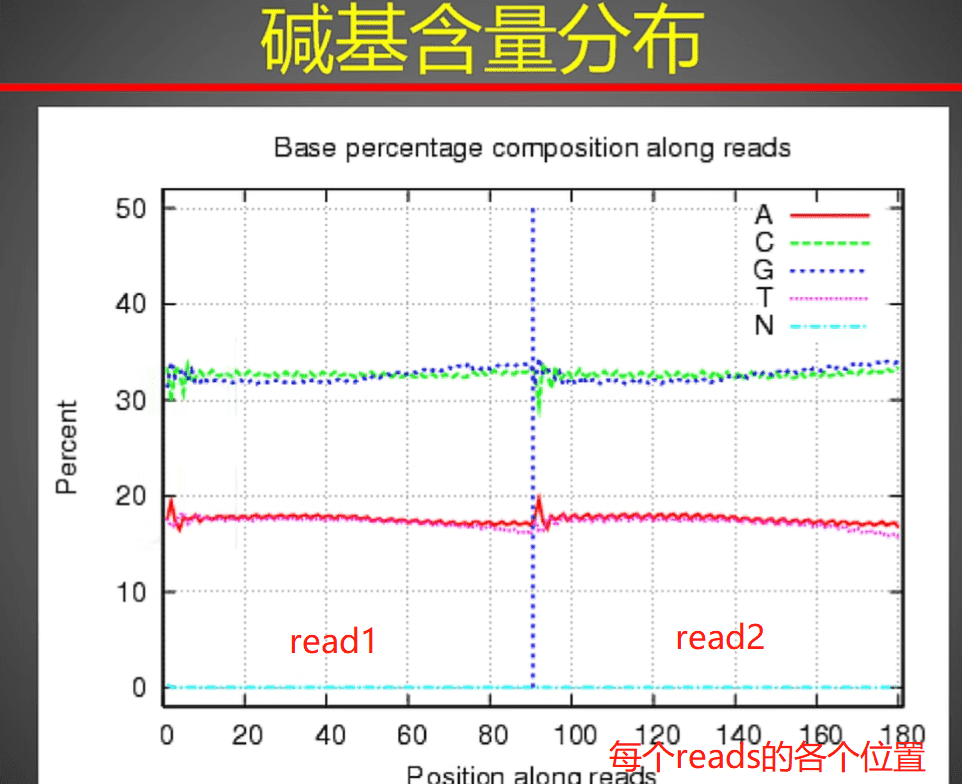 碱基含量分布
Base percentage composition along reads
50
40
30
20
10
0
Percent
A
C
G
T
N
read1
read2
0 20 40 60 80 100 120 140 160 180
每个reads的各个位置
Position along reads